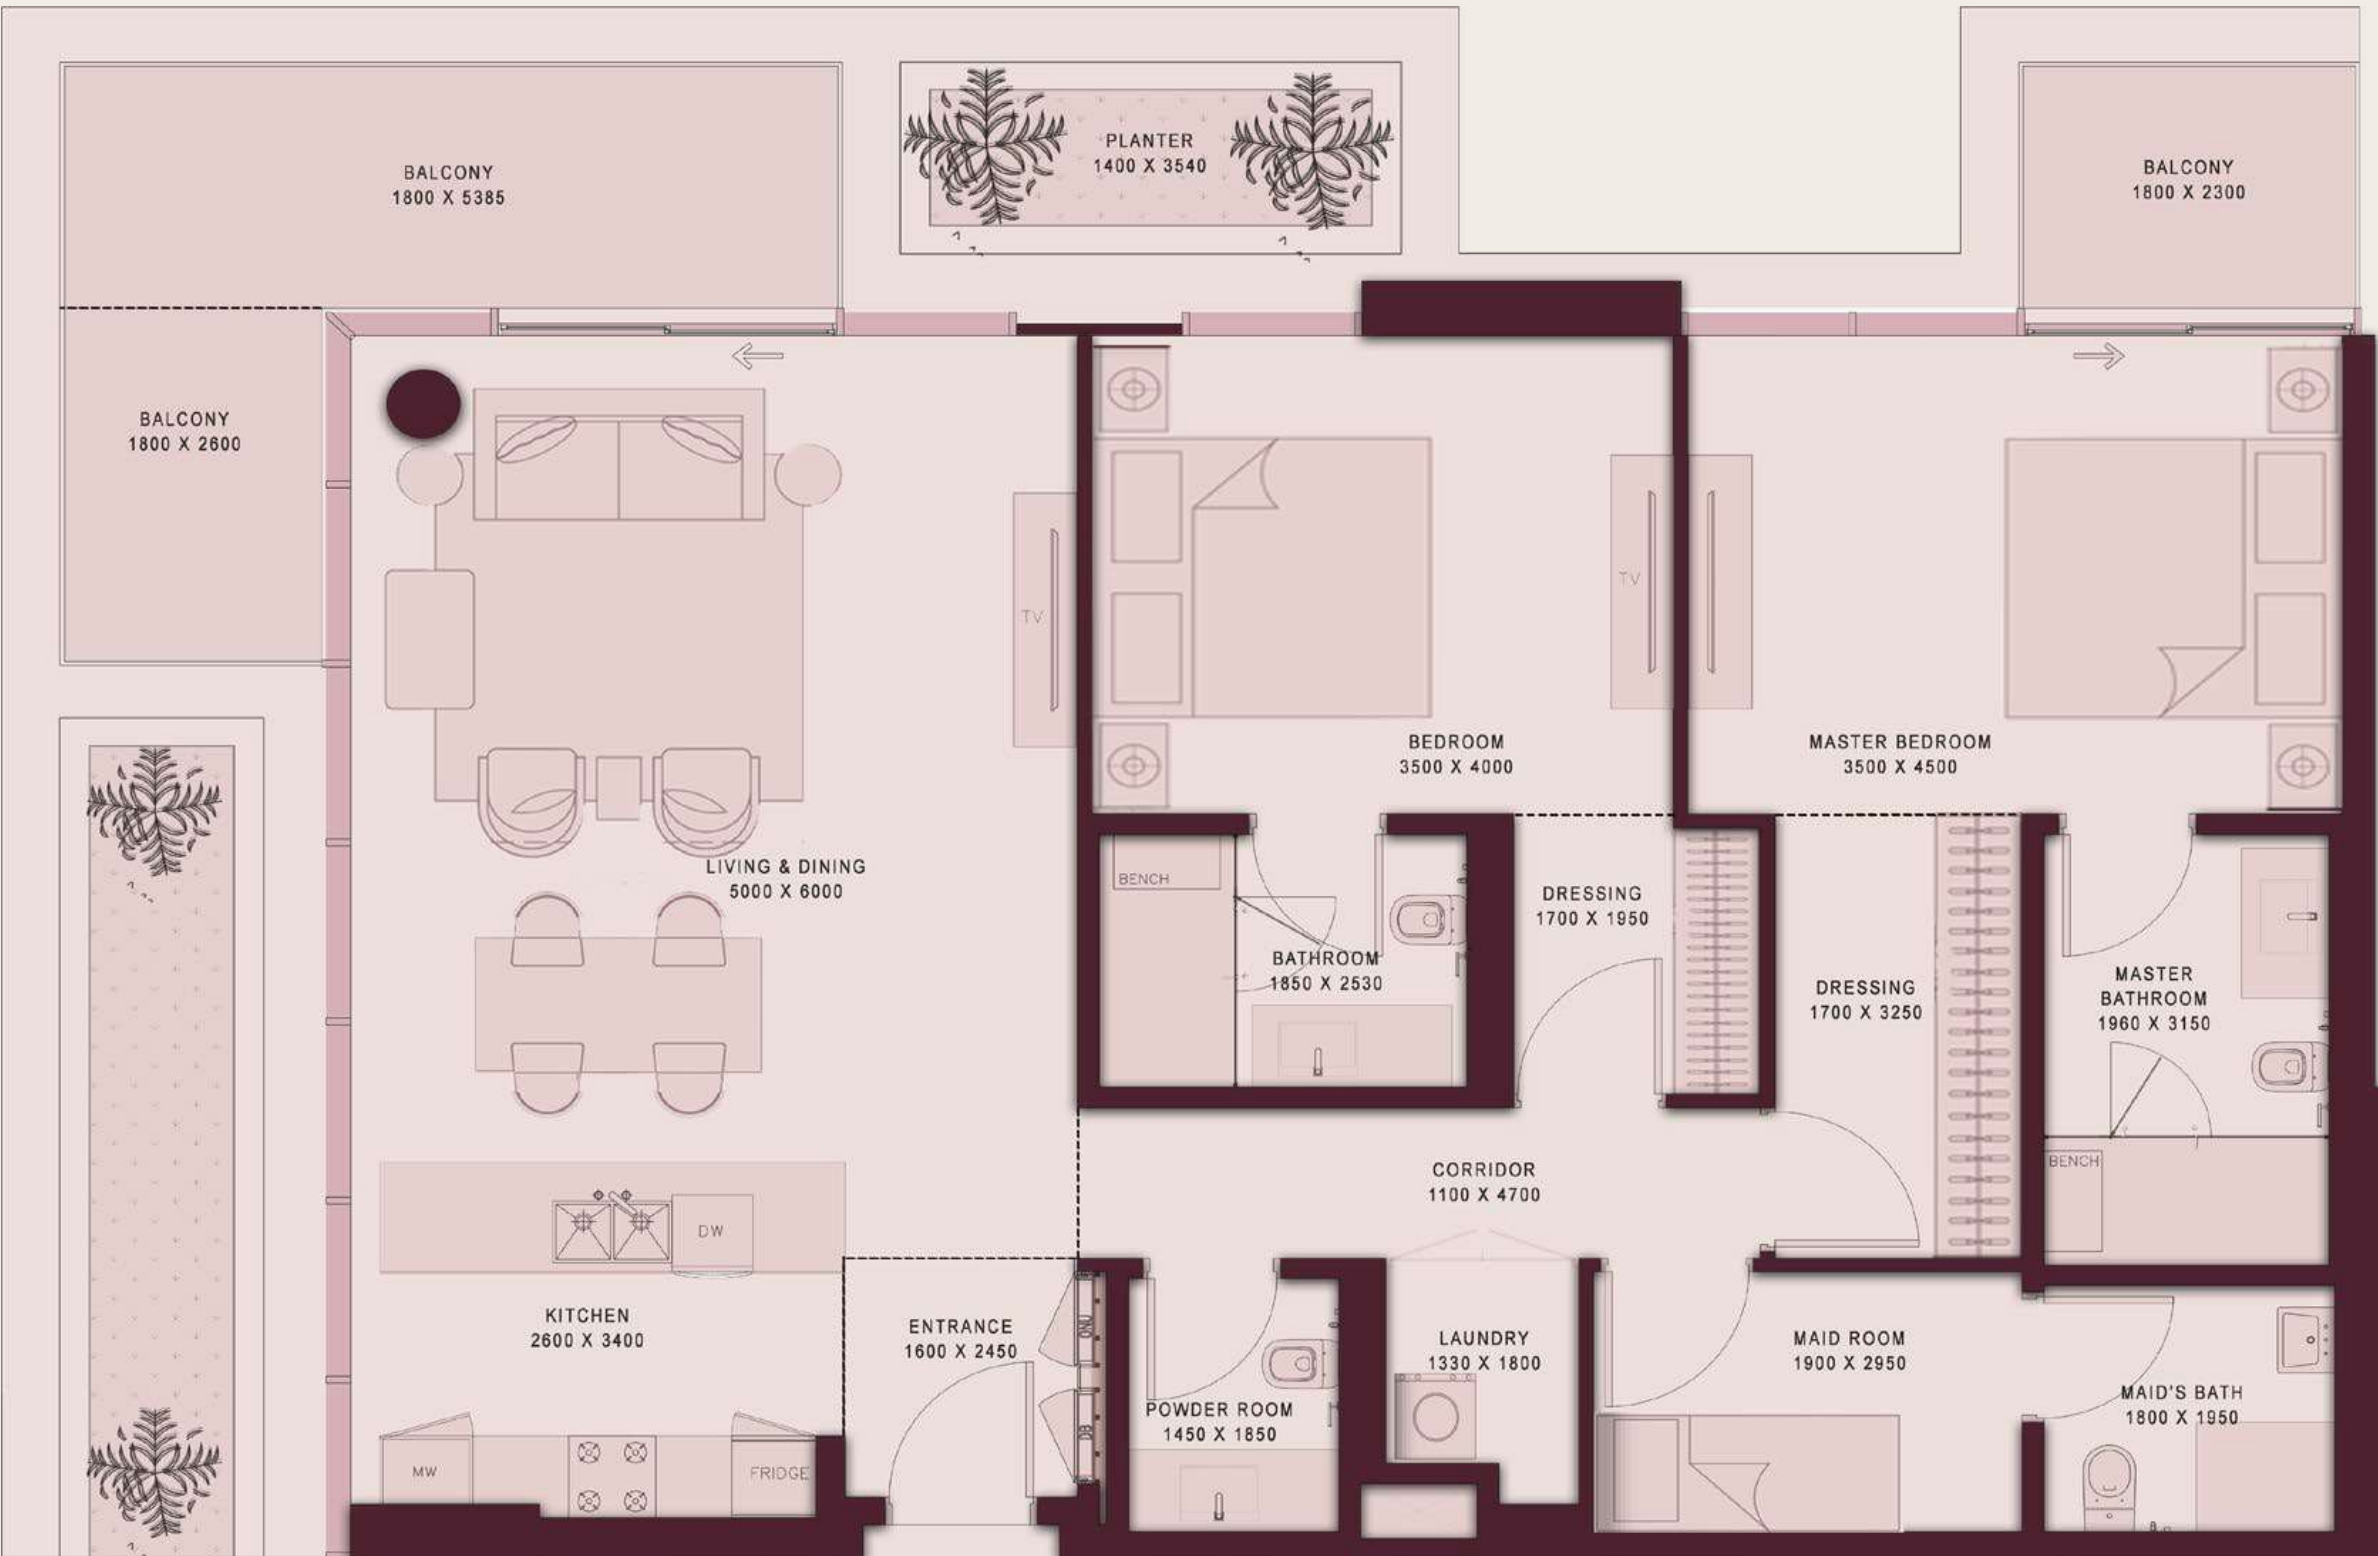 BALCONY
1800 X 5385
PLANTER
1400 X 3540
BALCONY
1800 X 2300
BALCONY
1800 X 2600
TV
TV
BEDROOM
3500 X 4000
MASTER BEDROOM
3500 X 4500
LIVING & DINING
5000 X 6000
BENCH
BATHROOM
1850 X 2530
DRESSING
1700 X 1950
DRESSING
1700 X 3250
MASTER
BATHROOM
1960 X 3150
BENCH
CORRIDOR
1100 X 4700
DW
KITCHEN
2600 X 3400
ENTRANCE
1600 X 2450
ONU
DB
POWDER ROOM
1450 X 1850
LAUNDRY
1330 X 1800
MAID ROOM
1900 X 2950
MAID'S BATH
1800 X 1950
MW
FRIDGE